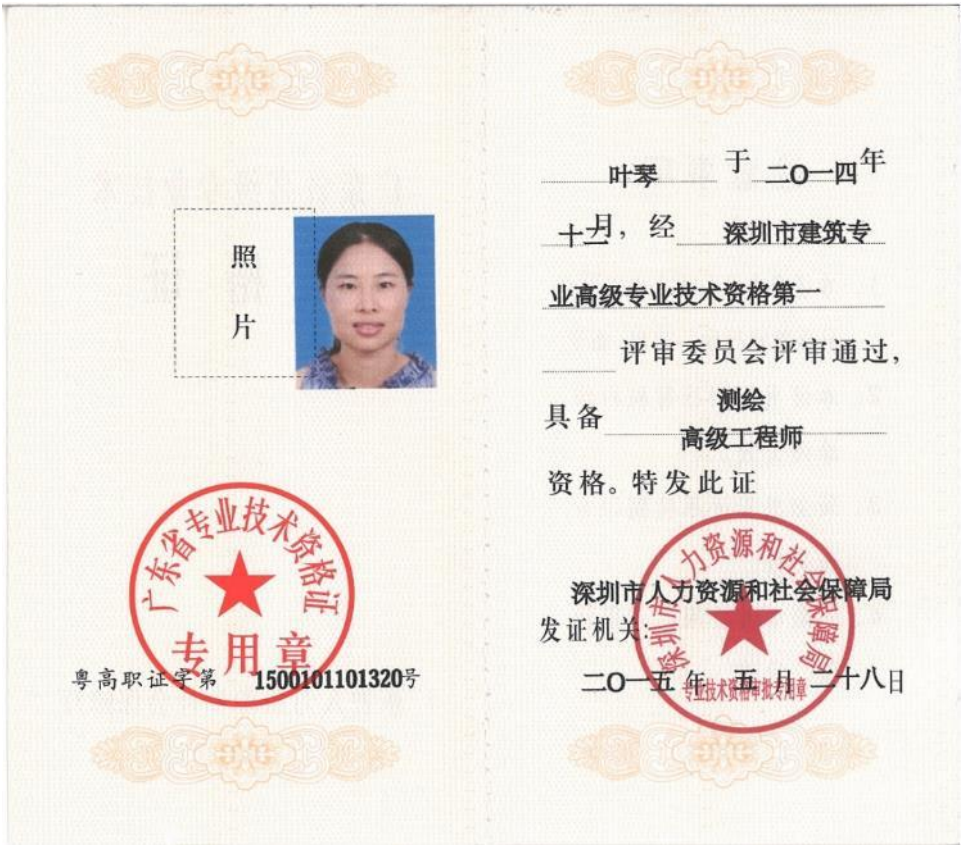 照
片
广东省专业技术资格证
专用章
粤高职证字第 1500101101320号
叶琴 于 二O一四年
十二月，经 深圳市建筑专
业高级专业技术资格第一
评审委员会评审通过，
具备 测绘
高级工程师
资格。特发此证
深圳市人力资源和社会保障局
深圳市人力资源和社会保障局
发证机关：
二O一五年 五月 二十八日
专业技术资格审批专用章